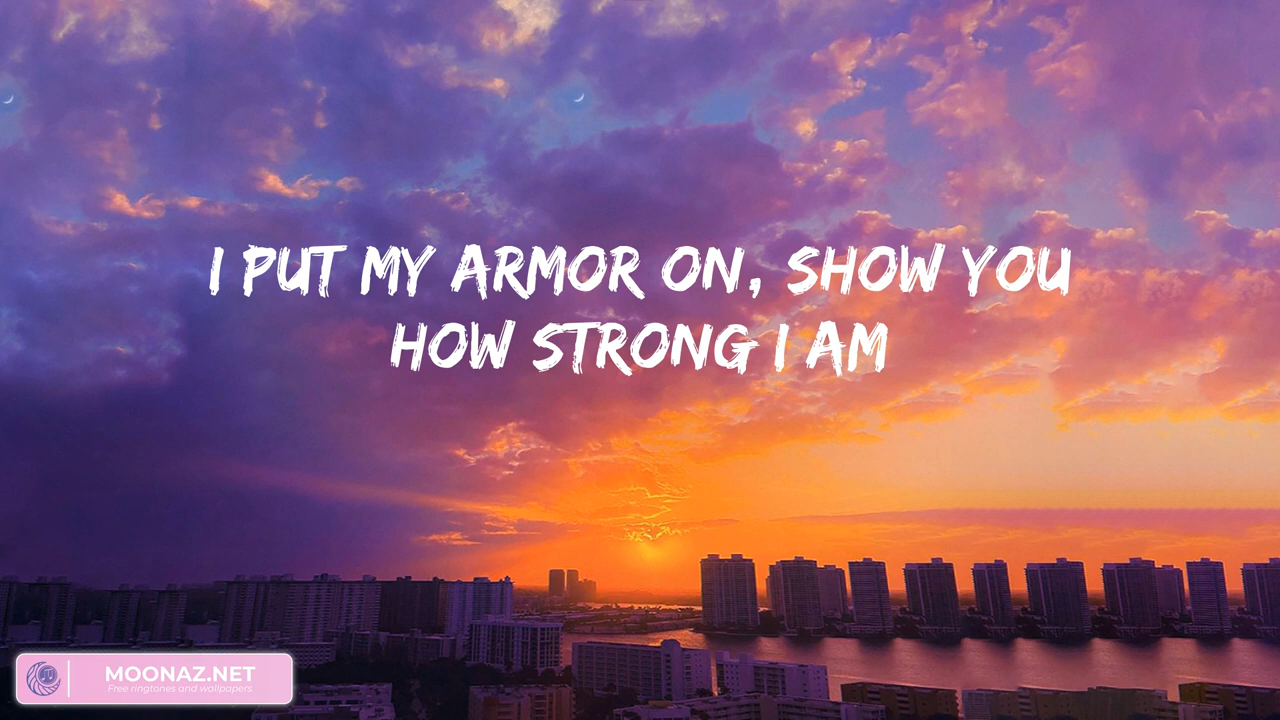 I PUT MY ARMOR ON, SHOW YOU
HOW STRONG I AM
MOONAZ.NET
Free ringtones and wallpapers